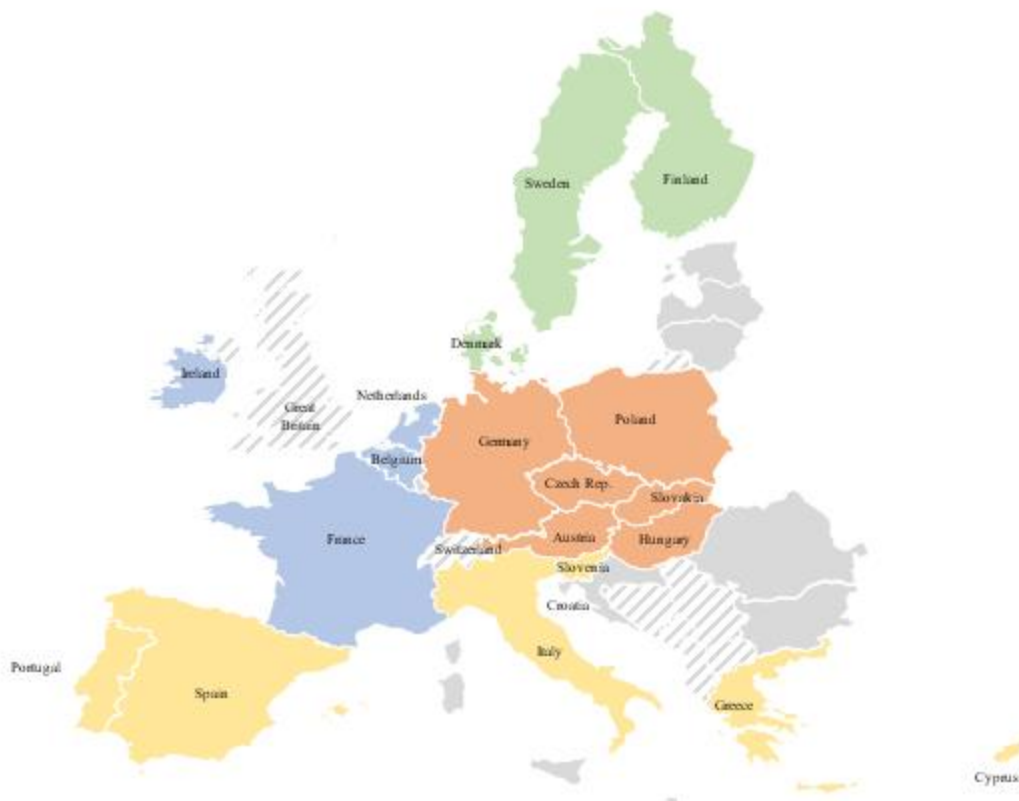 Sweden
Finland
Denmark
Ireland
Netherlands
Great
Britain
Poland
Germany
Belgium
Czech Rep.
Slovakia
France
Austria
Hungary
Switzerland
Slovenia
Croatia
Italy
Portugal
Spain
Greece
Cyprus